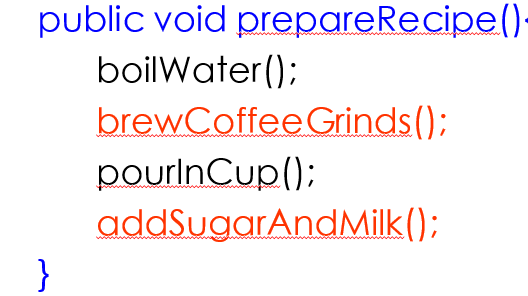 public void prepareRecipe(){
boilWater();
brewCoffeeGrinds();
pourInCup();
addSugarAndMilk();
}